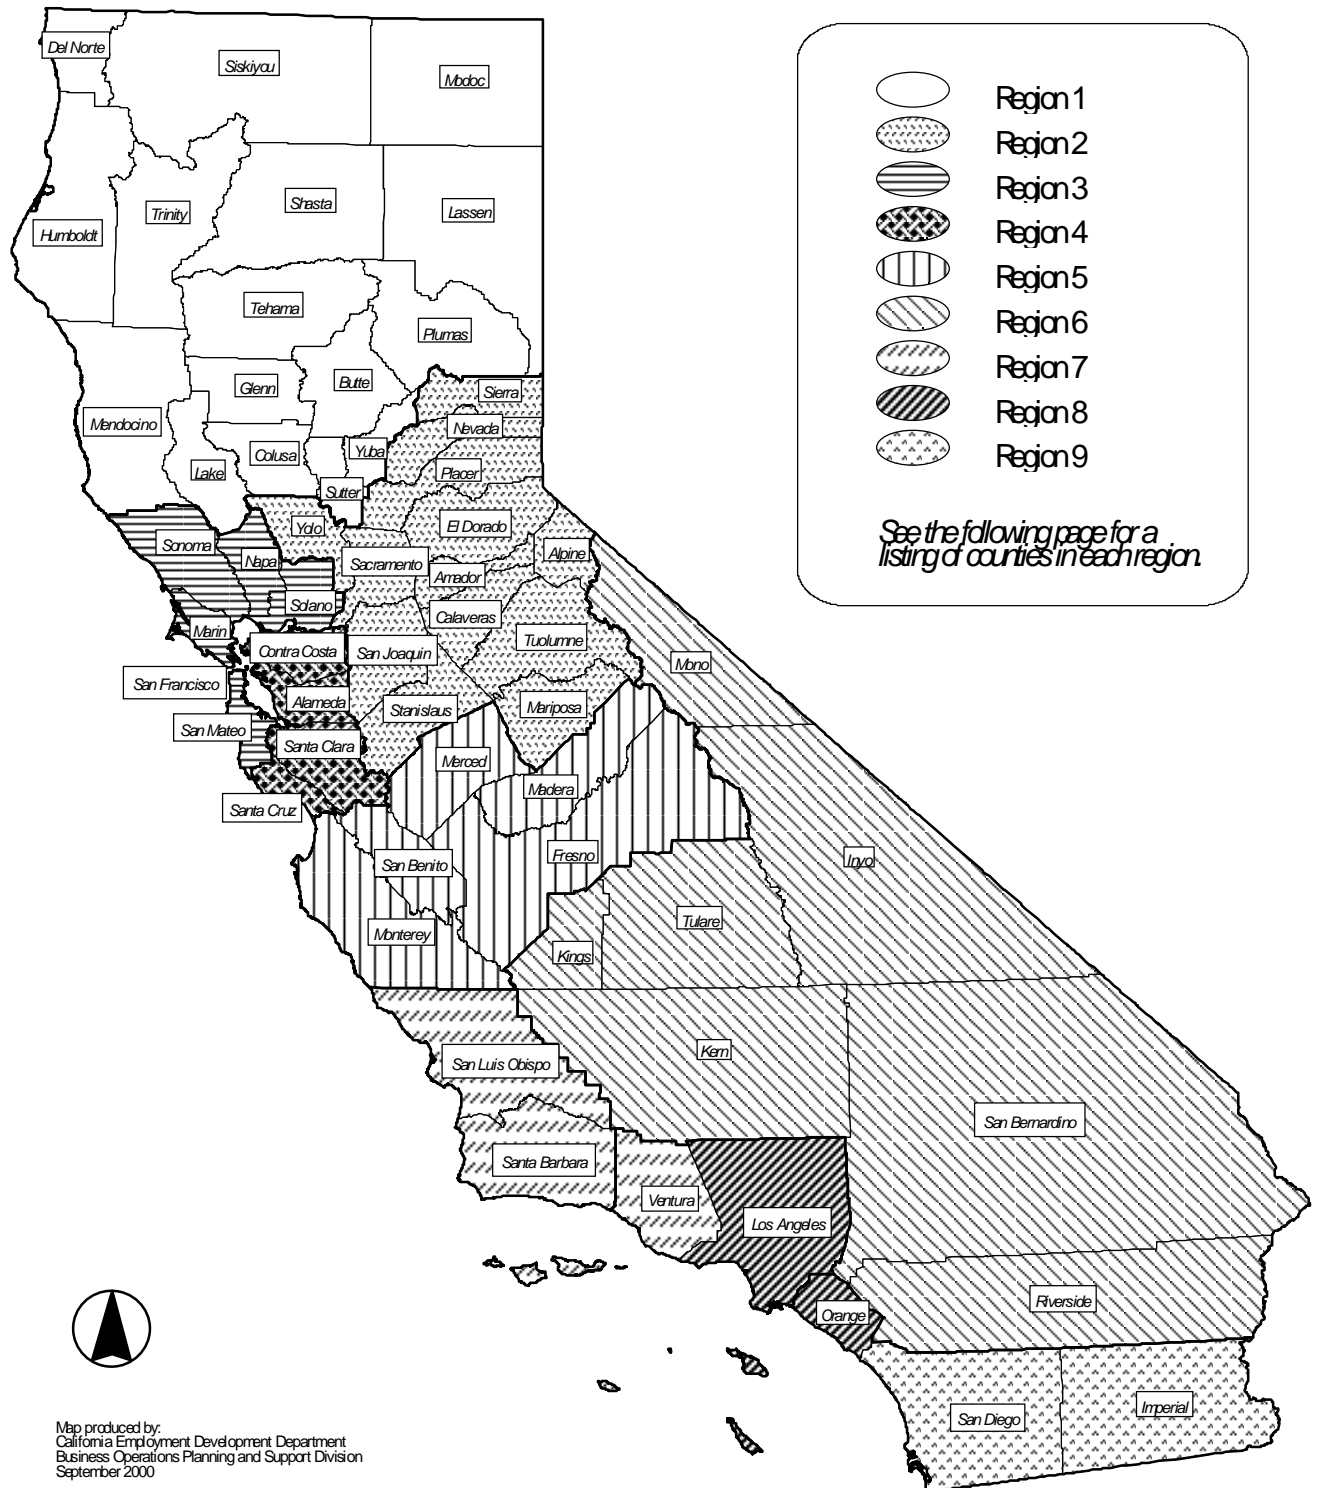 Del Norte
Siskiyou
Modoc
Humboldt
Trinity
Shasta
Lassen
Tehama
Plumas
Glenn
Butte
Sierra
Mendocino
Nevada
Colusa
Yuba
Lake
Placer
Sutter
Yolo
El Dorado
Sonoma
Napa
Sacramento
Alpine
Amador
Solano
Calaveras
Marin
Tuolumne
Contra Costa
San Joaquin
Mono
San Francisco
Alameda
Stanislaus
Mariposa
San Mateo
Santa Clara
Merced
Santa Cruz
Madera
San Benito
Fresno
Inyo
Monterey
Tulare
Kings
Kern
San Luis Obispo
San Bernardino
Santa Barbara
Ventura
Los Angeles
Orange
Riverside
San Diego
Imperial
Region 1
Region 2
Region 3
Region 4
Region 5
Region 6
Region 7
Region 8
Region 9
See the following page for a
listing of counties in each region.
Map produced by:
California Employment Development Department
Business Operations Planning and Support Division
September 2000